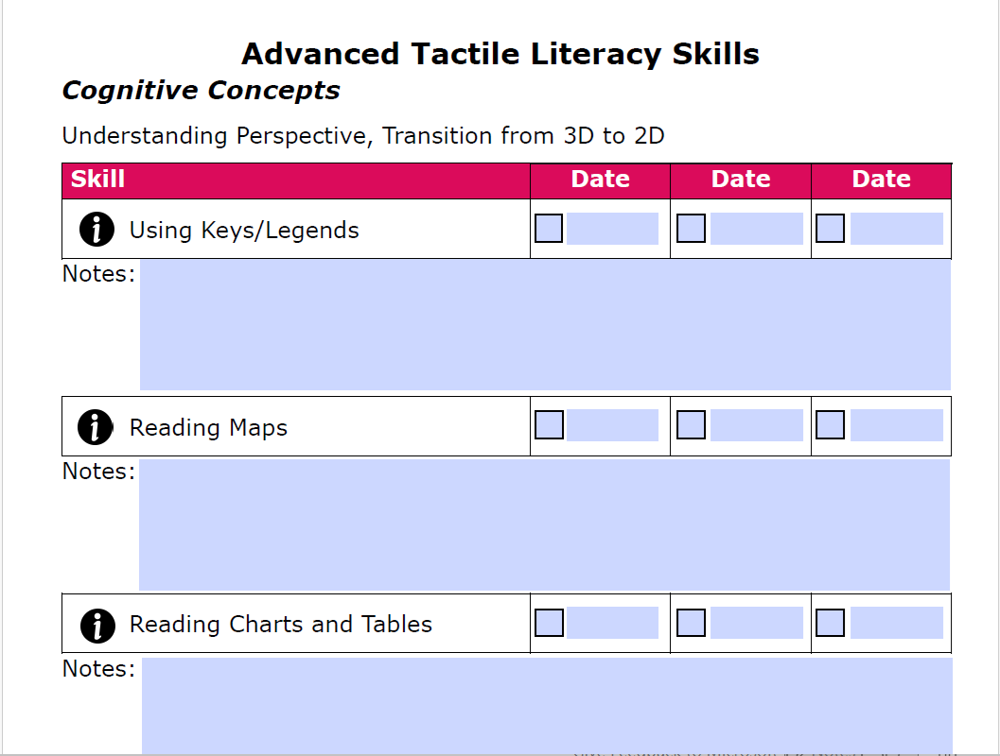 Advanced Tactile Literacy Skills
Cognitive Concepts
Understanding Perspective, Transition from 3D to 2D
Skill Date Date Date
i Using Keys/Legends
Notes:
i Reading Maps
Notes:
i Reading Charts and Tables
Notes: